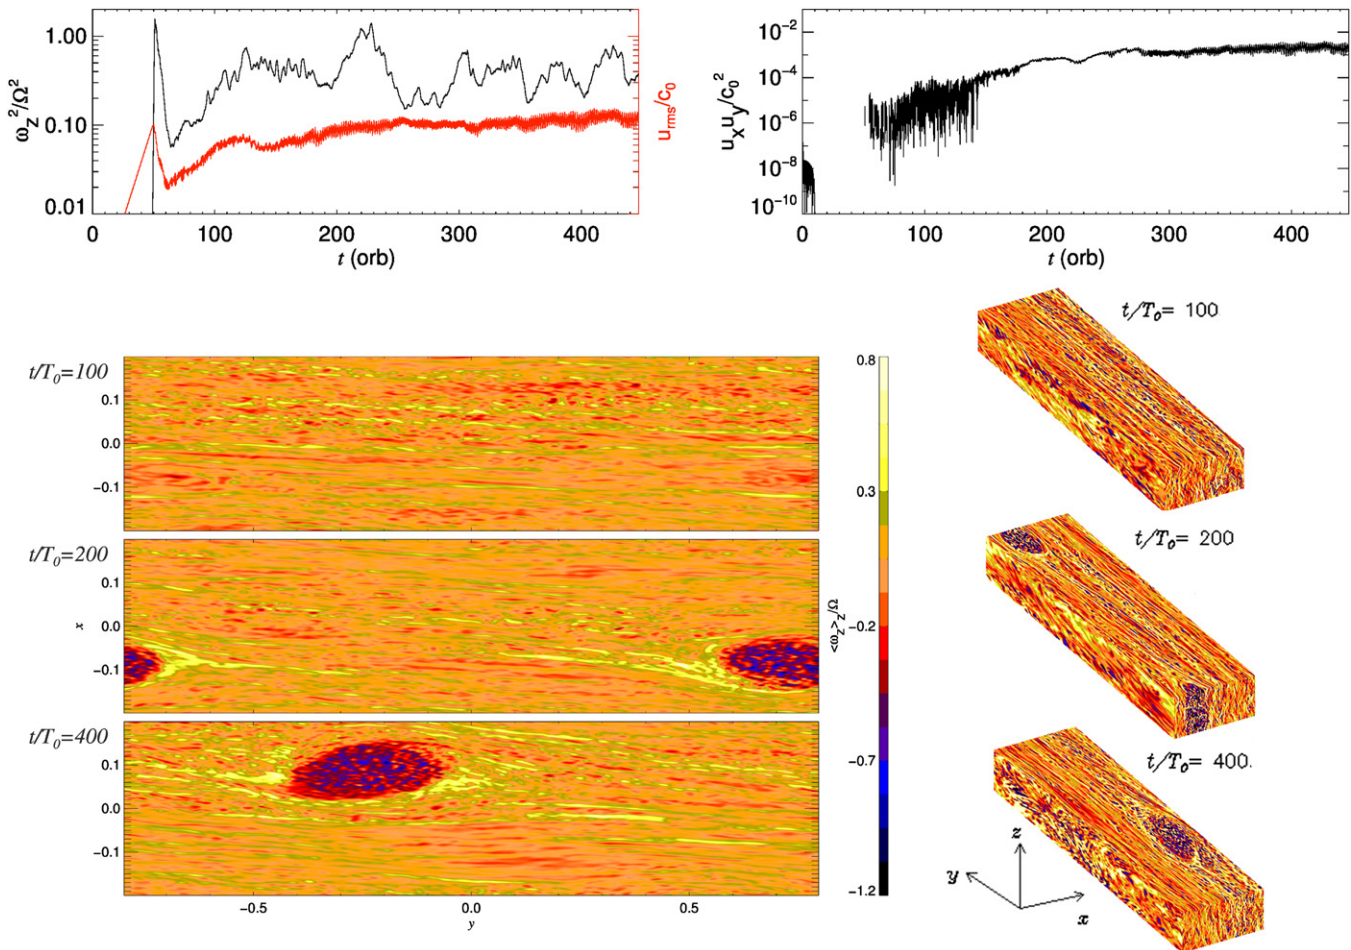 1.00
0.10
0.01
ω_z²/Ω²
u_rms/c_0
0 100 200 300 400
t (orb)
10⁻²
10⁻⁴
10⁻⁶
10⁻⁸
10⁻¹⁰
u_x u_y/c_0²
0 100 200 300 400
t (orb)
t/T_0=100
0.1
0.0
−0.1
t/T_0=200
0.1
0.0
−0.1
x
t/T_0=400
0.1
0.0
−0.1
−0.5 0.0 0.5
y
0.8
0.3
−0.2
−0.7
−1.2
<ω_z>_z/Ω
t/T_0= 100
t/T_0= 200
t/T_0= 400.
z
y
x